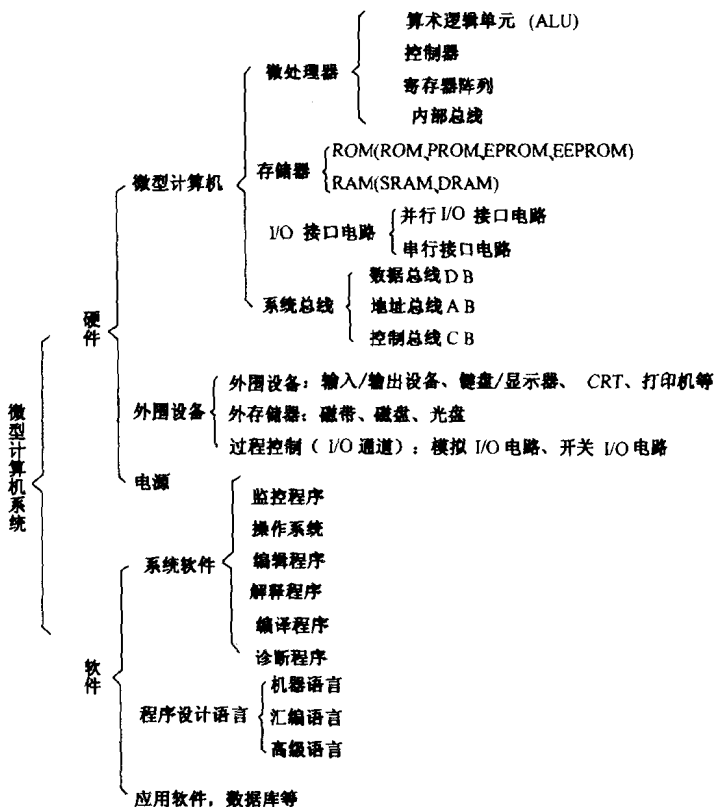 算术逻辑单元 (ALU)
控制器
微处理器
寄存器阵列
内部总线
ROM(ROM、PROM、EPROM、EEPROM)
存储器
RAM(SRAM、DRAM)
微型计算机
并行 I/O 接口电路
I/O 接口电路
串行接口电路
数据总线 D B
系统总线
地址总线 A B
控制总线 C B
硬件
外围设备：输入/输出设备、键盘/显示器、 CRT、打印机等
外围设备
外存储器：磁带、磁盘、光盘
过程控制（ I/O 通道）：模拟 I/O 电路、开关 I/O 电路
微型计算机系统
电源
监控程序
操作系统
系统软件
编辑程序
解释程序
编译程序
诊断程序
软件
机器语言
程序设计语言
汇编语言
高级语言
应用软件，数据库等